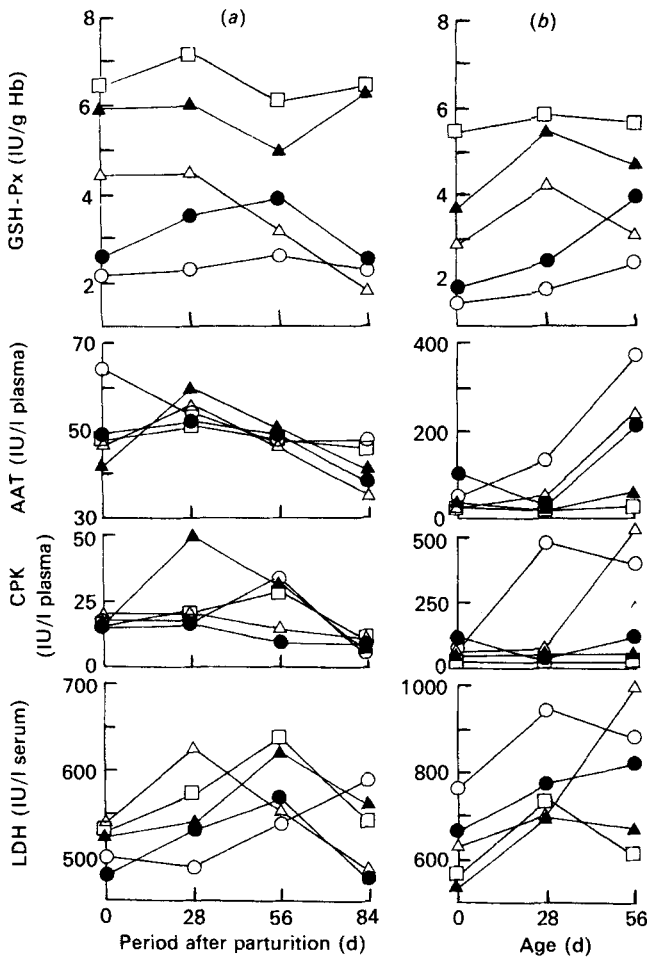 (a)
(b)
GSH-Px (IU/g Hb)
8
6
4
2
8
6
4
2
AAT (IU/l plasma)
70
50
30
400
200
0
CPK
(IU/l plasma)
50
25
0
500
250
0
LDH (IU/l serum)
700
600
500
1000
800
600
0 28 56 84
0 28 56
Period after parturition (d)
Age (d)